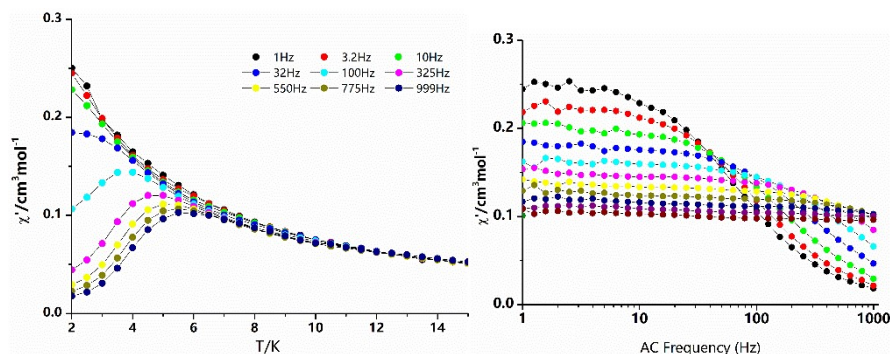 0.3
0.2
0.1
0.0
χ'/cm³mol⁻¹
1Hz 3.2Hz 10Hz
32Hz 100Hz 325Hz
550Hz 775Hz 999Hz
2 4 6 8 10 12 14
T/K
0.3
0.2
0.1
0.0
χ'/cm³mol⁻¹
1 10 100 1000
AC Frequency (Hz)